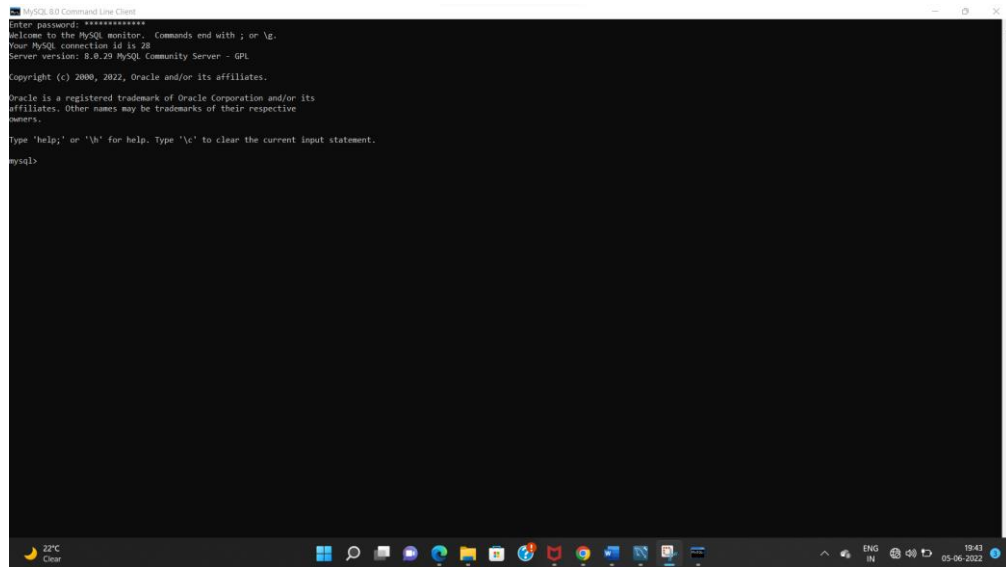 MySQL 8.0 Command Line Client
Enter password: *************
Welcome to the MySQL monitor.  Commands end with ; or \g.
Your MySQL connection id is 28
Server version: 8.0.29 MySQL Community Server - GPL
Copyright (c) 2000, 2022, Oracle and/or its affiliates.
Oracle is a registered trademark of Oracle Corporation and/or its
affiliates. Other names may be trademarks of their respective
owners.
Type 'help;' or '\h' for help. Type '\c' to clear the current input statement.
mysql>
22°C
Clear
ENG
IN
19:43
05-06-2022
3